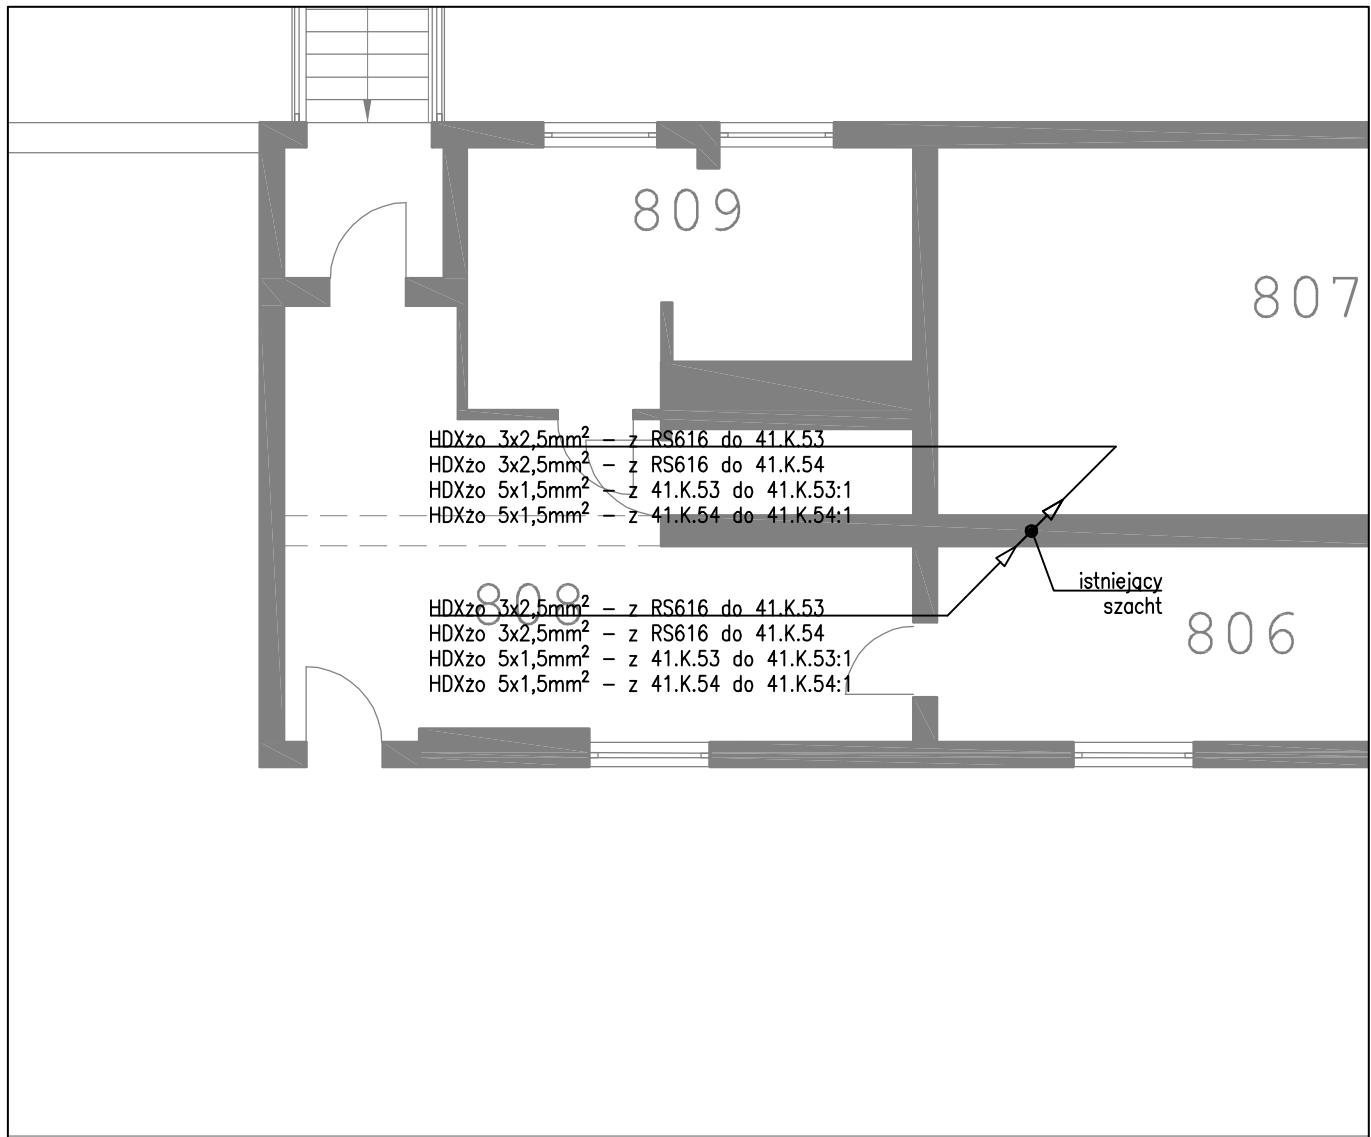 809
807
HDXżo 3x2,5mm² – z RS616 do 41.K.53
HDXżo 3x2,5mm² – z RS616 do 41.K.54
HDXżo 5x1,5mm² – z 41.K.53 do 41.K.53:1
HDXżo 5x1,5mm² – z 41.K.54 do 41.K.54:1
istniejący
szacht
808
HDXżo 3x2,5mm² – z RS616 do 41.K.53
HDXżo 3x2,5mm² – z RS616 do 41.K.54
HDXżo 5x1,5mm² – z 41.K.53 do 41.K.53:1
HDXżo 5x1,5mm² – z 41.K.54 do 41.K.54:1
806